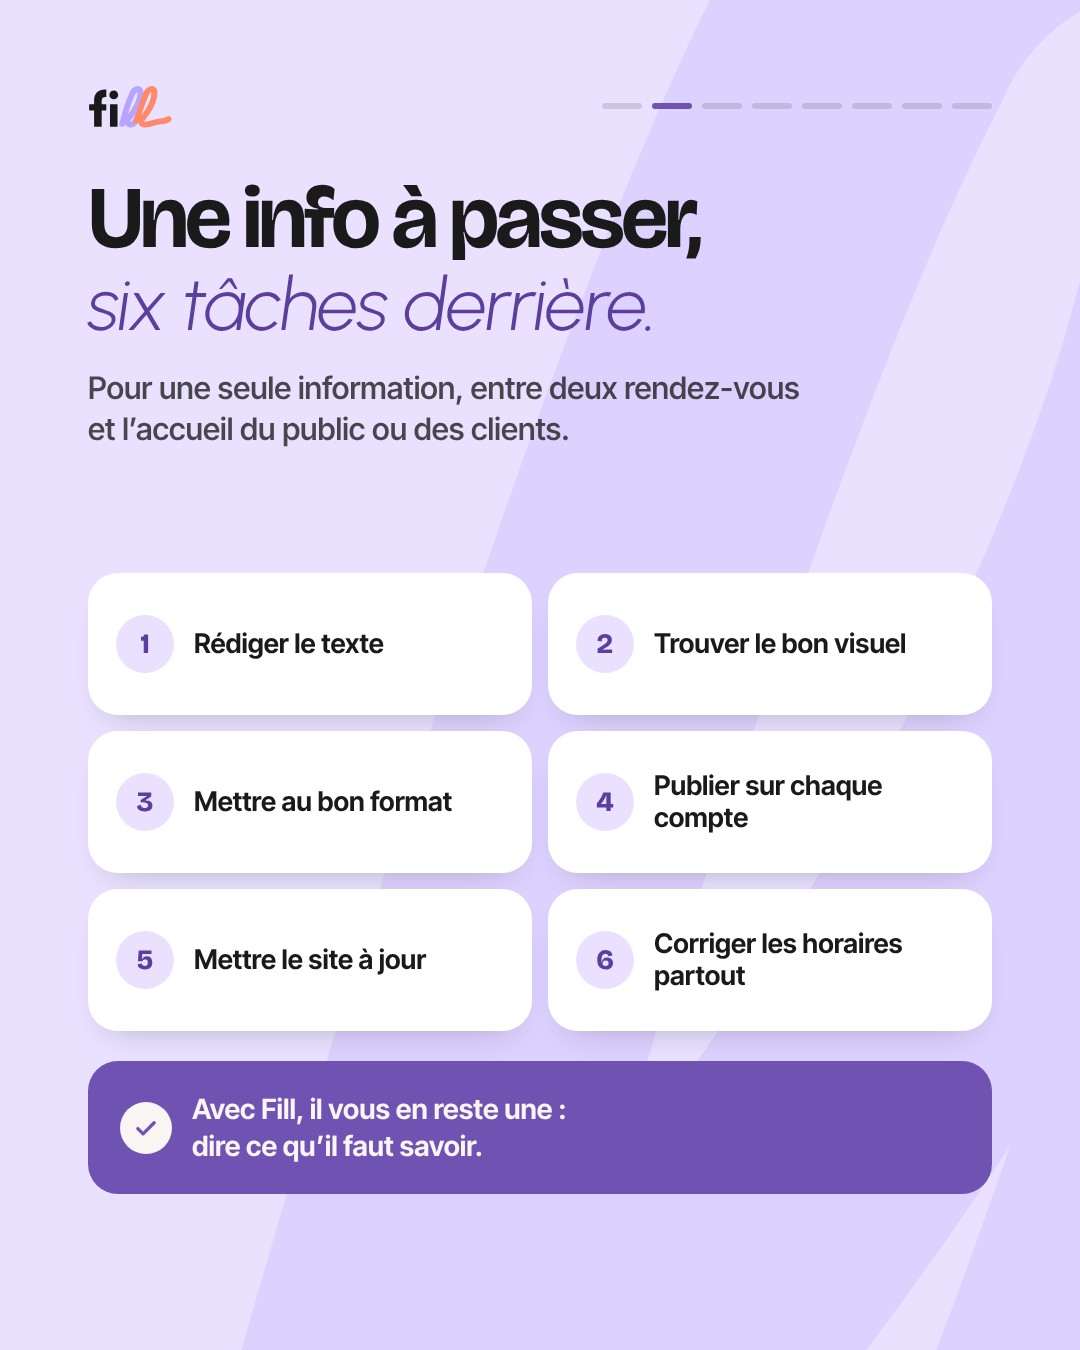 fill
Une info à passer,
six tâches derrière.
Pour une seule information, entre deux rendez-vous
et l’accueil du public ou des clients.
1 Rédiger le texte
2 Trouver le bon visuel
3 Mettre au bon format
4 Publier sur chaque
compte
5 Mettre le site à jour
6 Corriger les horaires
partout
Avec Fill, il vous en reste une :
dire ce qu’il faut savoir.